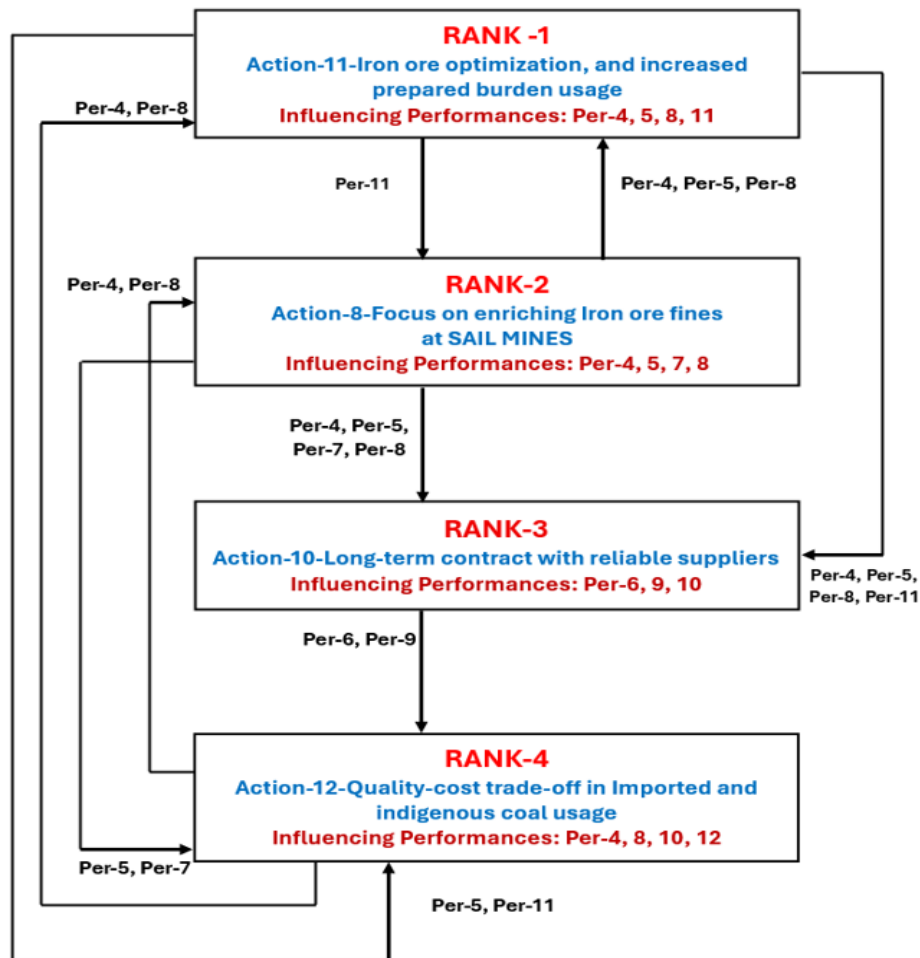 RANK -1
Action-11-Iron ore optimization, and increased
prepared burden usage
Influencing Performances: Per-4, 5, 8, 11
Per-4, Per-8
Per-11
Per-4, Per-5, Per-8
RANK-2
Action-8-Focus on enriching Iron ore fines
at SAIL MINES
Influencing Performances: Per-4, 5, 7, 8
Per-4, Per-8
Per-4, Per-5,
Per-7, Per-8
RANK-3
Action-10-Long-term contract with reliable suppliers
Influencing Performances: Per-6, 9, 10
Per-4, Per-5,
Per-8, Per-11
Per-6, Per-9
RANK-4
Action-12-Quality-cost trade-off in Imported and
indigenous coal usage
Influencing Performances: Per-4, 8, 10, 12
Per-5, Per-7
Per-5, Per-11